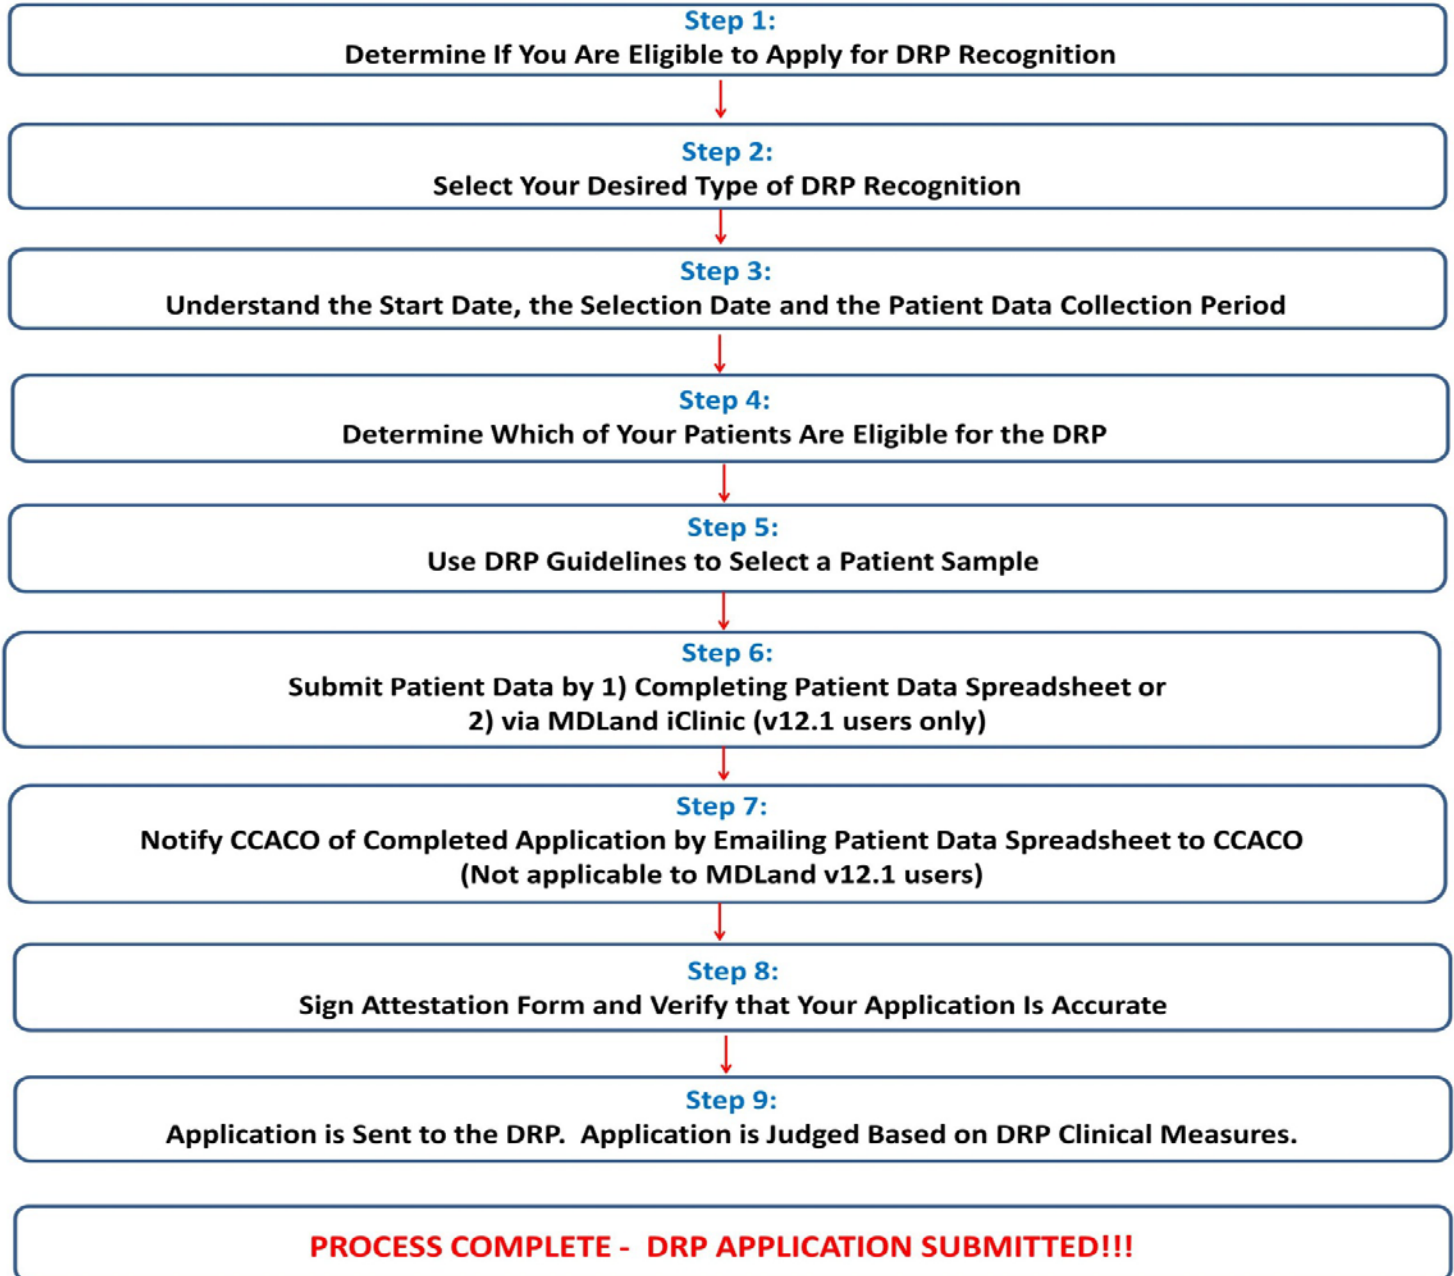 Step 1:
Determine If You Are Eligible to Apply for DRP Recognition
Step 2:
Select Your Desired Type of DRP Recognition
Step 3:
Understand the Start Date, the Selection Date and the Patient Data Collection Period
Step 4:
Determine Which of Your Patients Are Eligible for the DRP
Step 5:
Use DRP Guidelines to Select a Patient Sample
Step 6:
Submit Patient Data by 1) Completing Patient Data Spreadsheet or
2) via MDLand iClinic (v12.1 users only)
Step 7:
Notify CCACO of Completed Application by Emailing Patient Data Spreadsheet to CCACO
(Not applicable to MDLand v12.1 users)
Step 8:
Sign Attestation Form and Verify that Your Application Is Accurate
Step 9:
Application is Sent to the DRP.  Application is Judged Based on DRP Clinical Measures.
PROCESS COMPLETE -  DRP APPLICATION SUBMITTED!!!